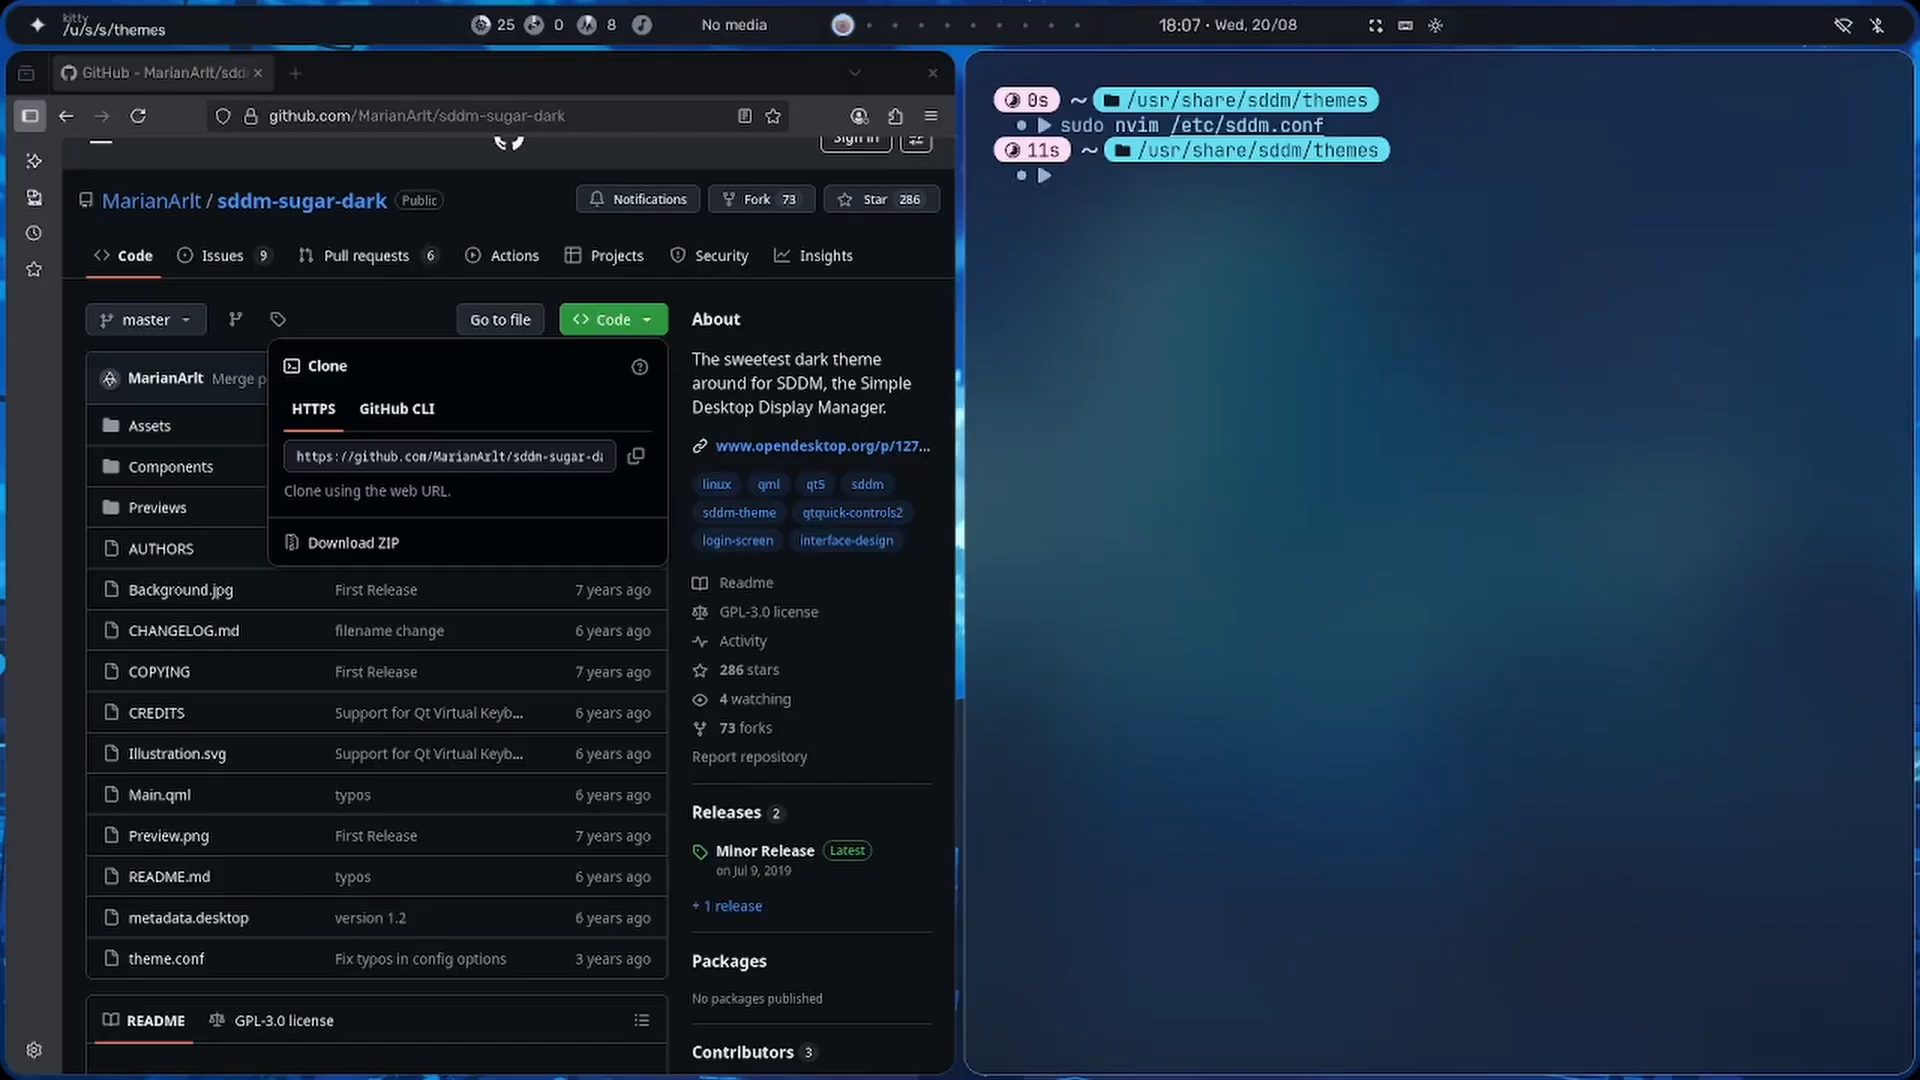 kitty
/u/s/s/themes
25
0
8
No media
18:07 · Wed, 20/08
GitHub - MarianArlt/sdd
github.com/MarianArlt/sddm-sugar-dark
Sign in
MarianArlt / sddm-sugar-dark
Public
Notifications
Fork 73
Star 286
Code
Issues 9
Pull requests 6
Actions
Projects
Security
Insights
master
Go to file
Code
MarianArlt Merge p
Clone
HTTPS
GitHub CLI
https://github.com/MarianArlt/sddm-sugar-da
Clone using the web URL.
Download ZIP
Assets
Components
Previews
AUTHORS
Background.jpg First Release 7 years ago
CHANGELOG.md filename change 6 years ago
COPYING First Release 7 years ago
CREDITS Support for Qt Virtual Keyb... 6 years ago
Illustration.svg Support for Qt Virtual Keyb... 6 years ago
Main.qml typos 6 years ago
Preview.png First Release 7 years ago
README.md typos 6 years ago
metadata.desktop version 1.2 6 years ago
theme.conf Fix typos in config options 3 years ago
README
GPL-3.0 license
About
The sweetest dark theme
around for SDDM, the Simple
Desktop Display Manager.
www.opendesktop.org/p/127...
linux qml qt5 sddm
sddm-theme qtquick-controls2
login-screen interface-design
Readme
GPL-3.0 license
Activity
286 stars
4 watching
73 forks
Report repository
Releases 2
Minor Release Latest
on Jul 9, 2019
+ 1 release
Packages
No packages published
Contributors 3
0s ~ /usr/share/sddm/themes
sudo nvim /etc/sddm.conf
11s ~ /usr/share/sddm/themes